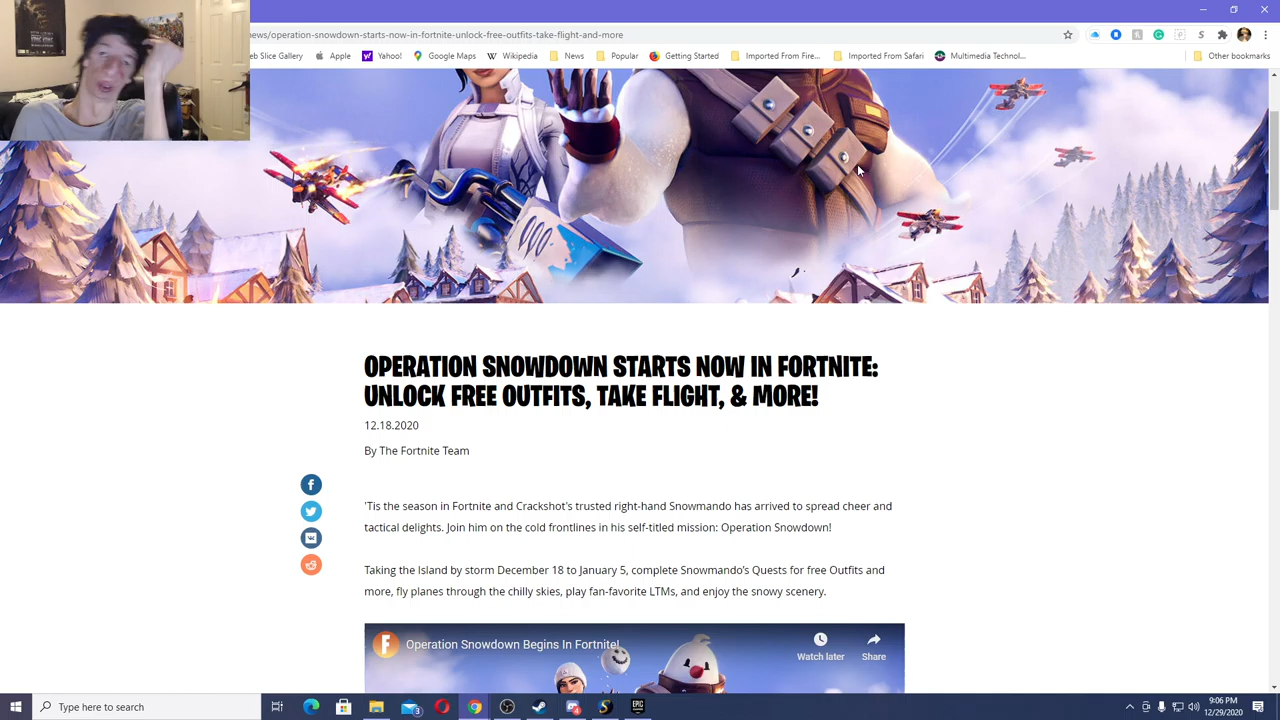 news/operation-snowdown-starts-now-in-fortnite-unlock-free-outfits-take-flight-and-more
eb Slice Gallery Apple Yahoo! Google Maps Wikipedia News Popular Getting Started Imported From Fire... Imported From Safari Multimedia Technol... Other bookmarks
OPERATION SNOWDOWN STARTS NOW IN FORTNITE:
UNLOCK FREE OUTFITS, TAKE FLIGHT, & MORE!
12.18.2020
By The Fortnite Team
'Tis the season in Fortnite and Crackshot's trusted right-hand Snowmando has arrived to spread cheer and
tactical delights. Join him on the cold frontlines in his self-titled mission: Operation Snowdown!
Taking the Island by storm December 18 to January 5, complete Snowmando's Quests for free Outfits and
more, fly planes through the chilly skies, play fan-favorite LTMs, and enjoy the snowy scenery.
Operation Snowdown Begins In Fortnite!
Watch later Share
Type here to search
3
4
EPIC GAMES
9:06 PM
12/29/2020